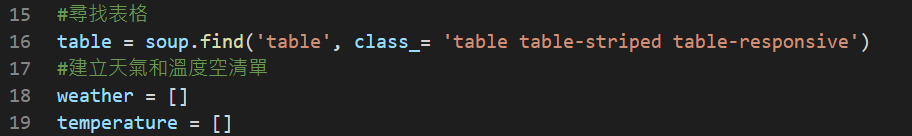 15 #尋找表格
16 table = soup.find('table', class_= 'table table-striped table-responsive')
17 #建立天氣和溫度空清單
18 weather = []
19 temperature = []